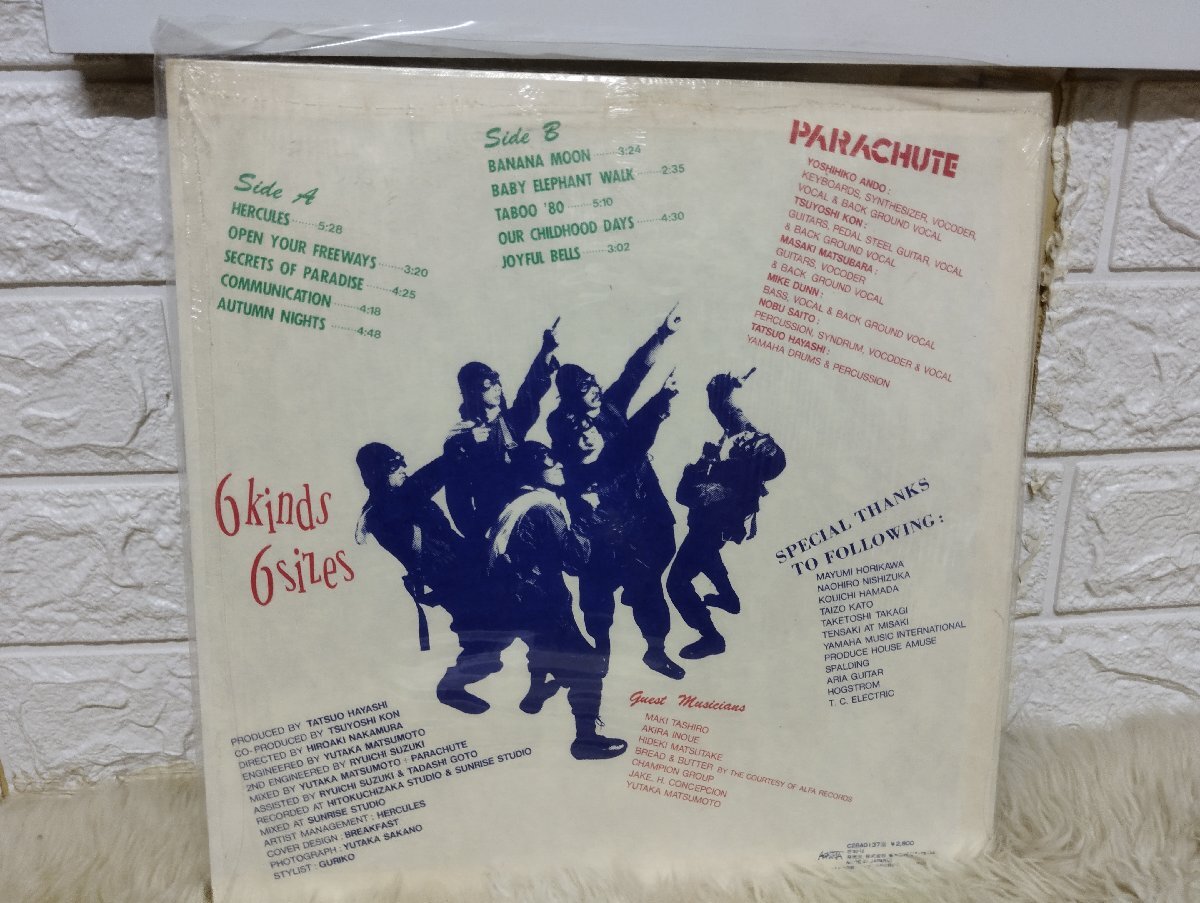 Side A
HERCULES ........5:28
OPEN YOUR FREEWAYS ........3:20
SECRETS OF PARADISE ........4:25
COMMUNICATION ........4:18
AUTUMN NIGHTS ........4:48
Side B
BANANA MOON ........3:24
BABY ELEPHANT WALK ........2:35
TABOO '80 ........5:10
OUR CHILDHOOD DAYS ........4:30
JOYFUL BELLS ........3:02
PARACHUTE
YOSHIHIKO ANDO :
KEYBOARDS, SYNTHESIZER, VOCODER,
VOCAL & BACK GROUND VOCAL
TSUYOSHI KON :
GUITARS, PEDAL STEEL GUITAR, VOCAL
& BACK GROUND VOCAL
MASAKI MATSUBARA :
GUITARS, VOCODER
& BACK GROUND VOCAL
MIKE DUNN :
BASS, VOCAL & BACK GROUND VOCAL
NOBU SAITO :
PERCUSSION, SYNDRUM, VOCODER & VOCAL
TATSUO HAYASHI :
YAMAHA DRUMS & PERCUSSION
6 kinds
6 sizes
SPECIAL THANKS
TO FOLLOWING :
MAYUMI HORIKAWA
NAOHIRO NISHIZUKA
KOUICHI HAMADA
TAIZO KATO
TAKETOSHI TAKAGI
TENSAKI AT MISAKI
YAMAHA MUSIC INTERNATIONAL
PRODUCE HOUSE AMUSE
SPALDING
ARIA GUITAR
HOGSTROM
T. C. ELECTRIC
Guest Musicians
MAKI TASHIRO
AKIRA INOUE
HIDEKI MATSUTAKE
BREAD & BUTTER BY THE COURTESY OF ALFA RECORDS
CHAMPION GROUP
JAKE. H. CONCEPCION
YUTAKA MATSUMOTO
PRODUCED BY TATSUO HAYASHI
CO-PRODUCED BY TSUYOSHI KON
DIRECTED BY HIROAKI NAKAMURA
ENGINEERED BY YUTAKA MATSUMOTO
2ND ENGINEERED BY RYUICHI SUZUKI
MIXED BY YUTAKA MATSUMOTO : PARACHUTE
ASSISTED BY RYUICHI SUZUKI & TADASHI GOTO
RECORDED AT HITOKUCHIZAKA STUDIO & SUNRISE STUDIO
MIXED AT SUNRISE STUDIO
ARTIST MANAGEMENT : HERCULES
COVER DESIGN : BREAKFAST
PHOTOGRAPH : YUTAKA SAKANO
STYLIST : GURIKO
¥2,800